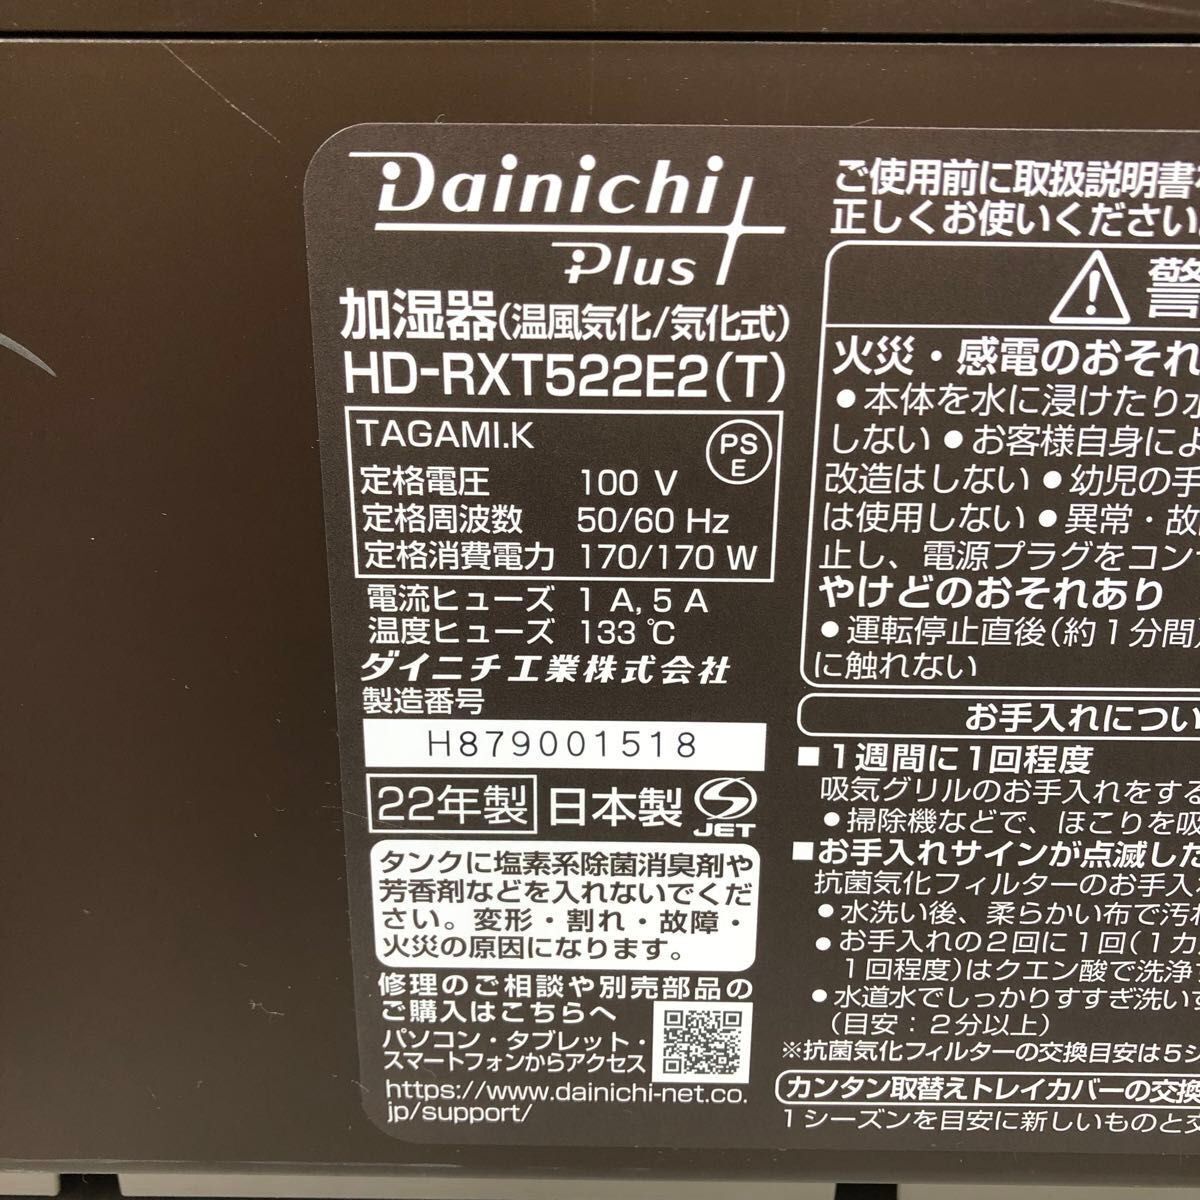 Dainichi
Plus
加湿器(温風気化/気化式)
HD-RXT522E2(T)
TAGAMI.K
PS
E
定格電圧 100 V
定格周波数 50/60 Hz
定格消費電力 170/170 W
電流ヒューズ 1 A, 5 A
温度ヒューズ 133 ℃
ダイニチ工業株式会社
製造番号
H879001518
22年製 日本製
JET
タンクに塩素系除菌消臭剤や
芳香剤などを入れないでくだ
さい。変形・割れ・故障・
火災の原因になります。
修理のご相談や別売部品の
ご購入はこちらへ
パソコン・タブレット・
スマートフォンからアクセス
https://www.dainichi-net.co.
jp/support/
ご使用前に取扱説明書
正しくお使いください
警
火災・感電のおそれ
●本体を水に浸けたり
しない●お客様自身に
改造はしない●幼児の手
は使用しない●異常・故
止し、電源プラグをコン
やけどのおそれあり
●運転停止直後(約1分間)
に触れない
お手入れについ
■1週間に1回程度
吸気グリルのお手入れをする
●掃除機などで、ほこりを吸
■お手入れサインが点滅した
抗菌気化フィルターのお手入
●水洗い後、柔らかい布で汚れ
●お手入れの2回に1回(1カ
1回程度)はクエン酸で洗浄
●水道水でしっかりすすぎ洗い
(目安:2分以上)
※抗菌気化フィルターの交換目安は5シ
カンタン取替えトレイカバーの交換
1シーズンを目安に新しいものと交